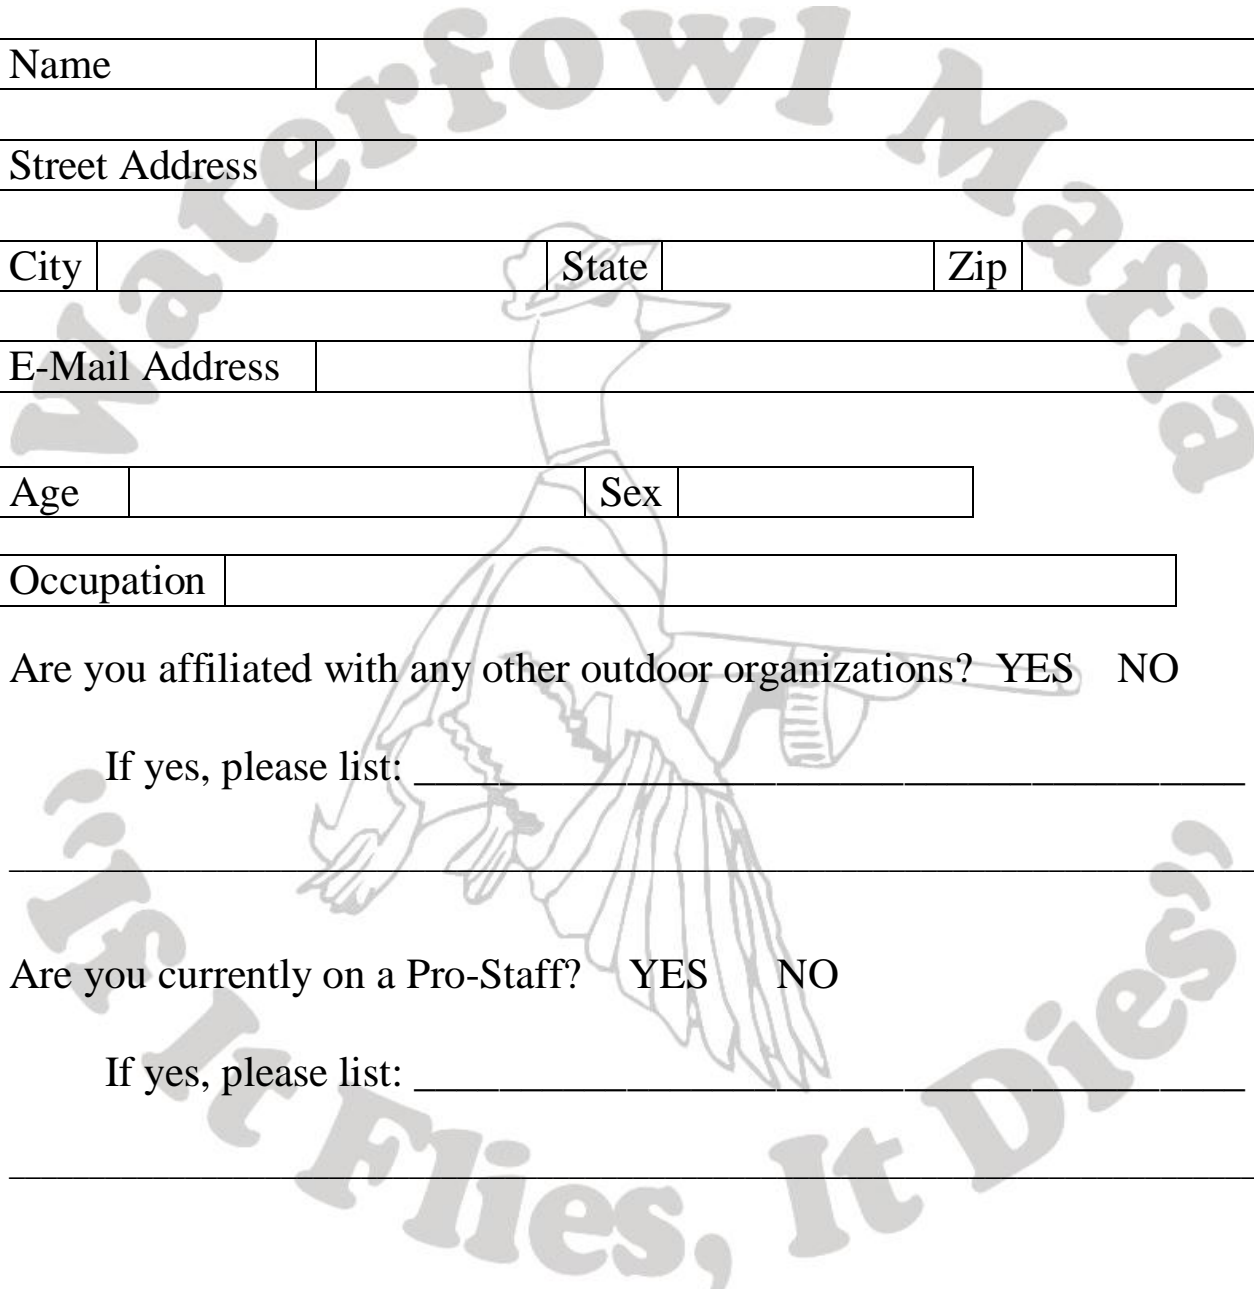 Waterfowl Mafia
Name
Street Address
City State Zip
E-Mail Address
Age Sex
Occupation
Are you affiliated with any other outdoor organizations? YES NO
If yes, please list: _______________________________________
Are you currently on a Pro-Staff? YES NO
If yes, please list: _______________________________________
"If It Flies, It Dies"